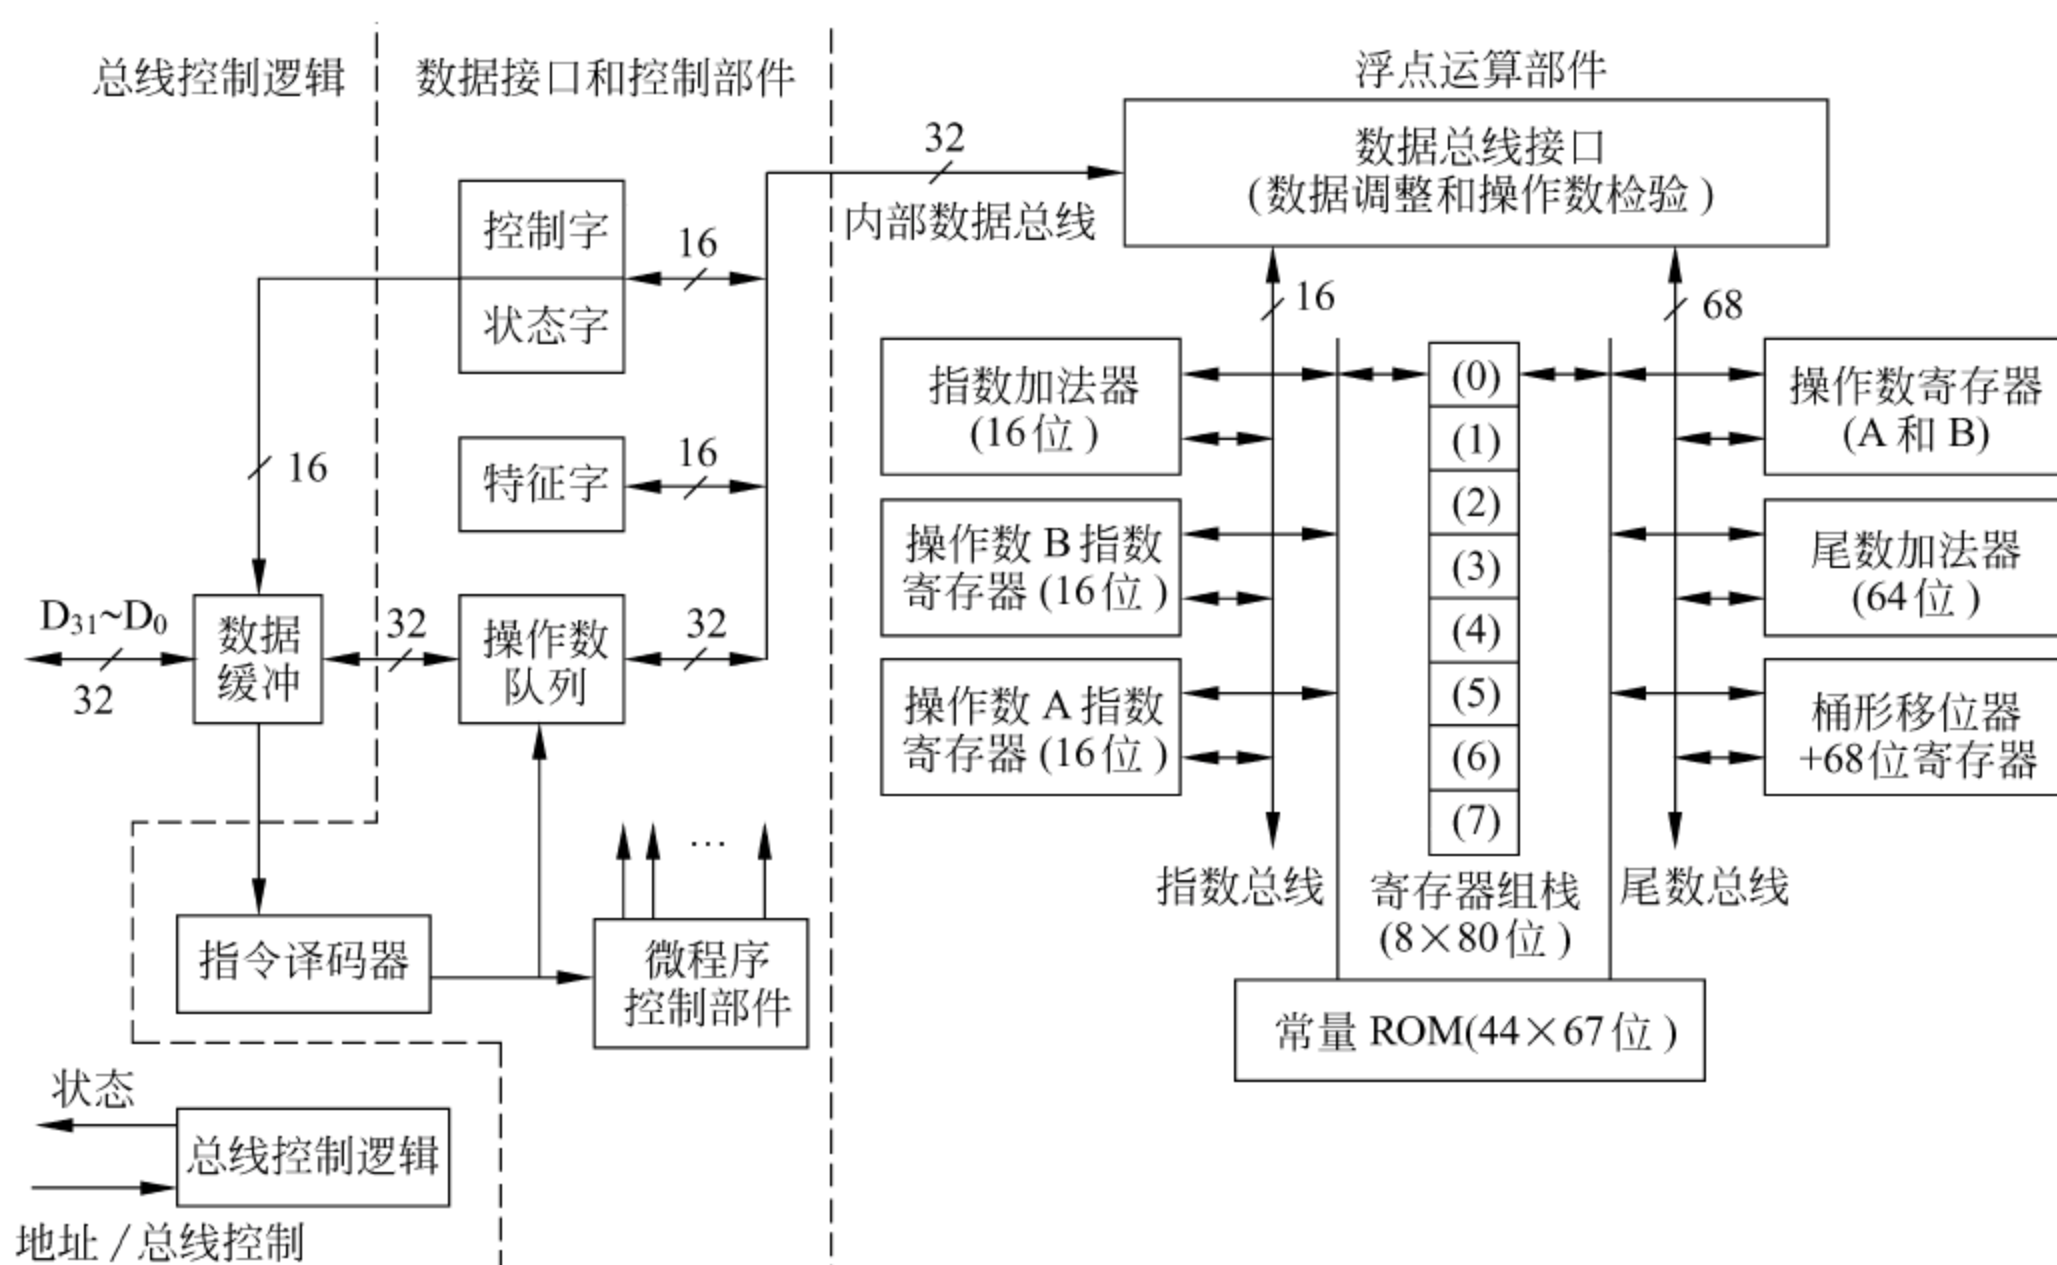 总线控制逻辑
数据接口和控制部件
浮点运算部件
数据总线接口
(数据调整和操作数检验)
32
内部数据总线
控制字
状态字
16
16
特征字
16
D31~D0
32
数据
缓冲
32
操作数
队列
32
指令译码器
微程序
控制部件
…
状态
总线控制逻辑
地址/总线控制
16
68
指数加法器
(16位)
操作数 B 指数
寄存器 (16位)
操作数 A 指数
寄存器 (16位)
(0)
(1)
(2)
(3)
(4)
(5)
(6)
(7)
操作数寄存器
(A 和 B)
尾数加法器
(64位)
桶形移位器
+68位寄存器
指数总线
寄存器组栈
(8×80位)
尾数总线
常量 ROM(44×67位)